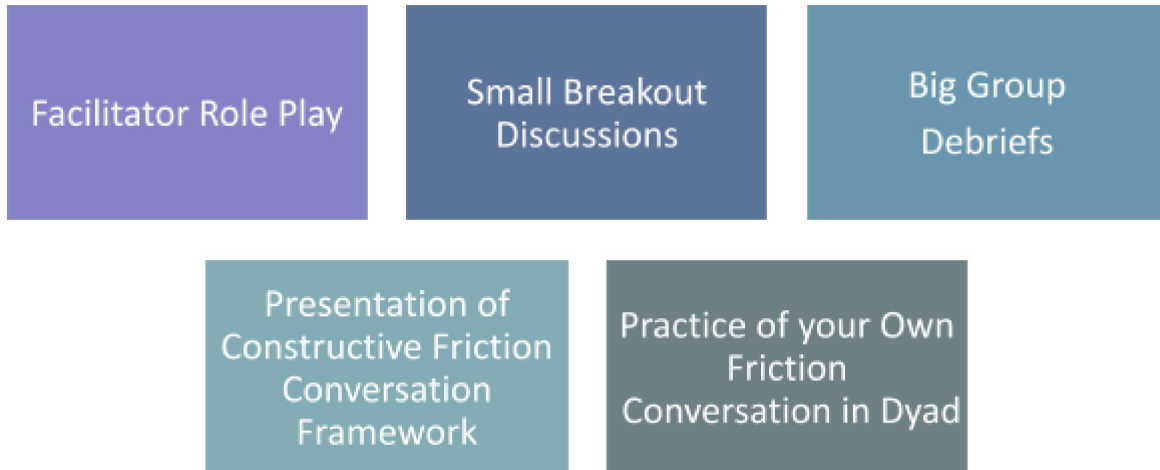 Facilitator Role Play
Small Breakout
Discussions
Big Group
Debriefs
Presentation of
Constructive Friction
Conversation
Framework
Practice of your Own
Friction
Conversation in Dyad